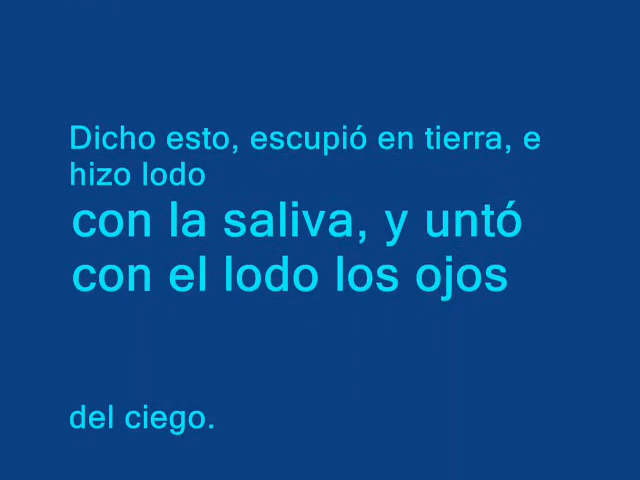 Dicho esto, escupió en tierra, e
hizo lodo
con la saliva, y untó
con el lodo los ojos
del ciego.